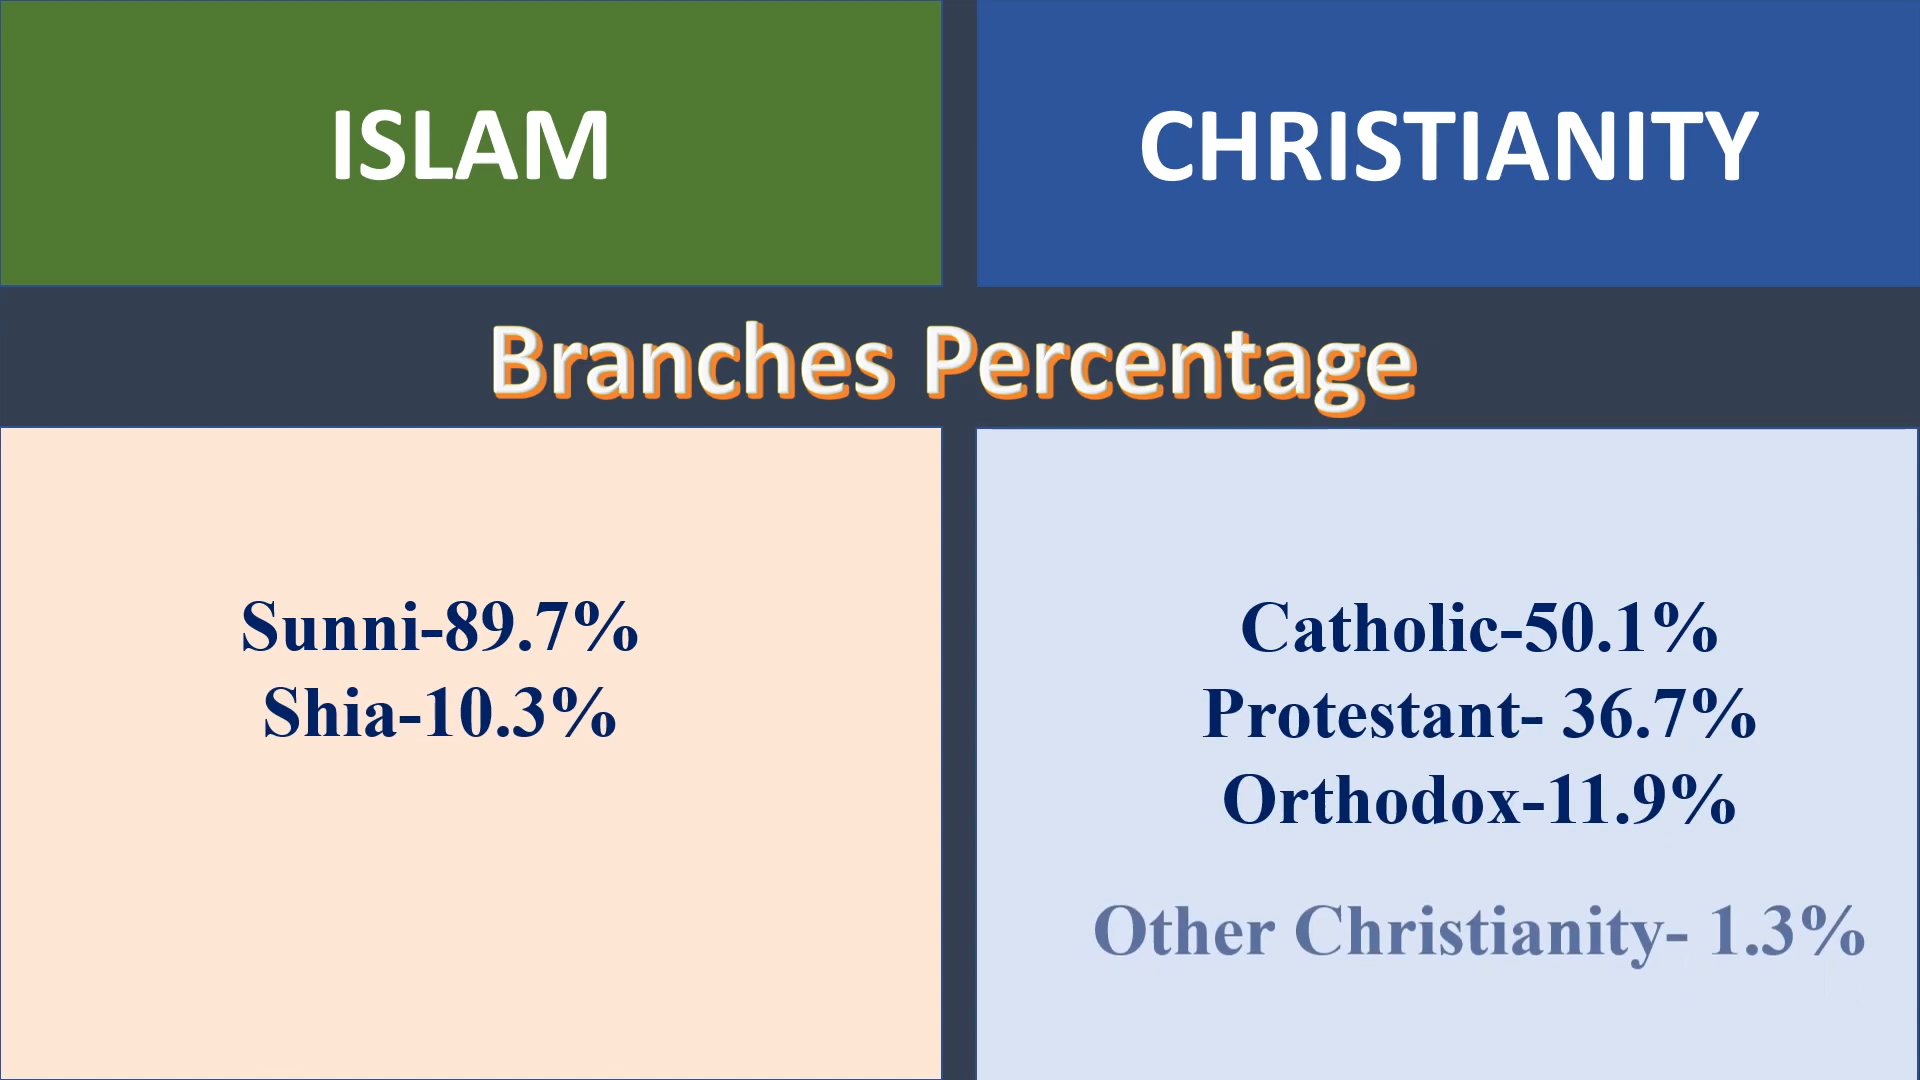 ISLAM
CHRISTIANITY
Branches Percentage
Sunni-89.7%
Shia-10.3%
Catholic-50.1%
Protestant- 36.7%
Orthodox-11.9%
Other Christianity- 1.3%